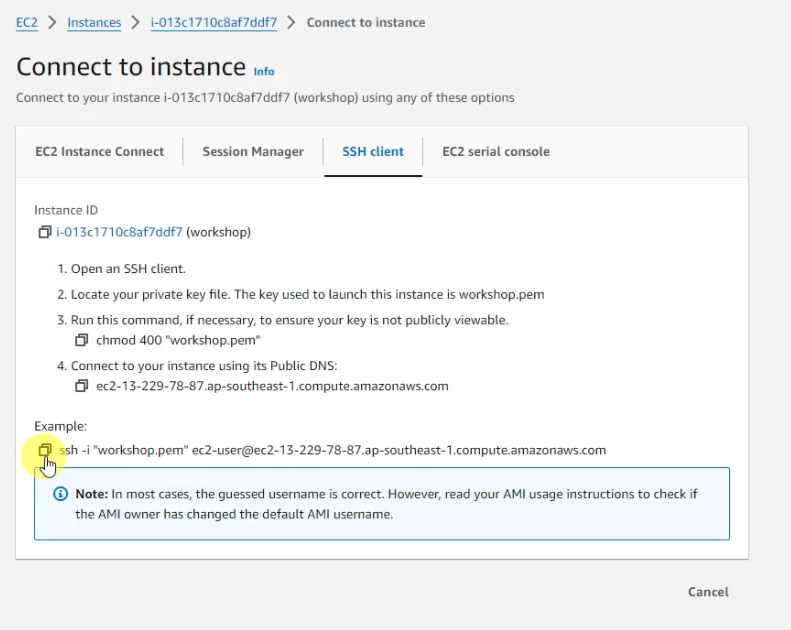 EC2 > Instances > i-013c1710c8af7ddf7 > Connect to instance
Connect to instance Info
Connect to your instance i-013c1710c8af7ddf7 (workshop) using any of these options
EC2 Instance Connect Session Manager SSH client EC2 serial console
Instance ID
i-013c1710c8af7ddf7 (workshop)
1. Open an SSH client.
2. Locate your private key file. The key used to launch this instance is workshop.pem
3. Run this command, if necessary, to ensure your key is not publicly viewable.
chmod 400 "workshop.pem"
4. Connect to your instance using its Public DNS:
ec2-13-229-78-87.ap-southeast-1.compute.amazonaws.com
Example:
ssh -i "workshop.pem" ec2-user@ec2-13-229-78-87.ap-southeast-1.compute.amazonaws.com
Note: In most cases, the guessed username is correct. However, read your AMI usage instructions to check if
the AMI owner has changed the default AMI username.
Cancel